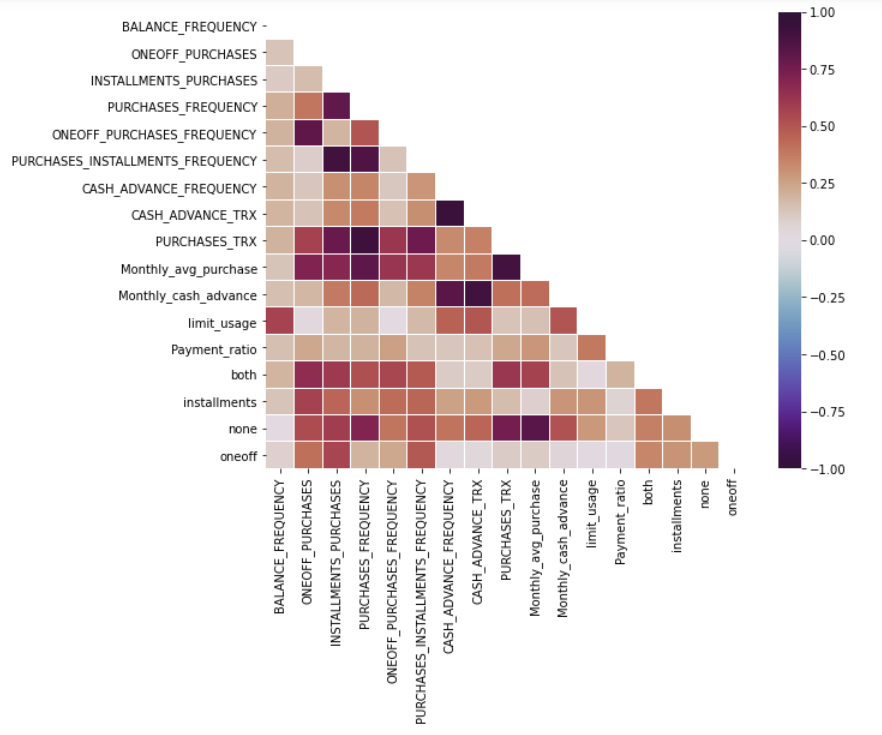 BALANCE_FREQUENCY
ONEOFF_PURCHASES
INSTALLMENTS_PURCHASES
PURCHASES_FREQUENCY
ONEOFF_PURCHASES_FREQUENCY
PURCHASES_INSTALLMENTS_FREQUENCY
CASH_ADVANCE_FREQUENCY
CASH_ADVANCE_TRX
PURCHASES_TRX
Monthly_avg_purchase
Monthly_cash_advance
limit_usage
Payment_ratio
both
installments
none
oneoff
BALANCE_FREQUENCY
ONEOFF_PURCHASES
INSTALLMENTS_PURCHASES
PURCHASES_FREQUENCY
ONEOFF_PURCHASES_FREQUENCY
PURCHASES_INSTALLMENTS_FREQUENCY
CASH_ADVANCE_FREQUENCY
CASH_ADVANCE_TRX
PURCHASES_TRX
Monthly_avg_purchase
Monthly_cash_advance
limit_usage
Payment_ratio
both
installments
none
oneoff
1.00
0.75
0.50
0.25
0.00
−0.25
−0.50
−0.75
−1.00